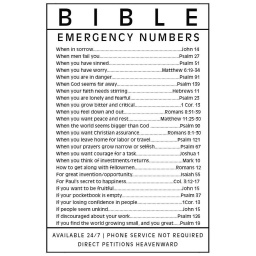 BIBLE
EMERGENCY NUMBERS
When in sorrow......John 14
When men fail you......Psalm 27
When you have sinned......Psalm 51
When you have worry......Matthew 6:19-34
When you are in danger......Psalm 91
When God seems far away......Psalm 139
When your faith needs stirring......Hebrews 11
When you are lonely and fearful......Psalm 23
When you grow bitter and critical......1 Cor. 13
When you feel down and out......Romans 8:31-39
When you want peace and rest......Matthew 11:25-30
When the world seems bigger than God......Psalm 90
When you want Christian assurance......Romans 8:1-30
When you leave home for labor or travel......Psalm 121
When your prayers grow narrow or selfish......Psalm 67
When you want courage for a task......Joshua 1
When you think of investments/returns......Mark 10
How to get along with Fellowmen......Romans 12
For great invention/opportunity......Isaiah 55
For Paul's secret to happiness......Col. 3:12-17
If you want to be fruitful......John 15
If your pocketbook is empty......Psalm 37
If your losing confidence in people......1Cor. 13
If people seem unkind......John 15
If discouraged about your work......Psalm 126
If you find the world growing small, and you great......Psalm 19
AVAILABLE 24/7 | PHONE SERVICE NOT REQUIRED
DIRECT PETITIONS HEAVENWARD